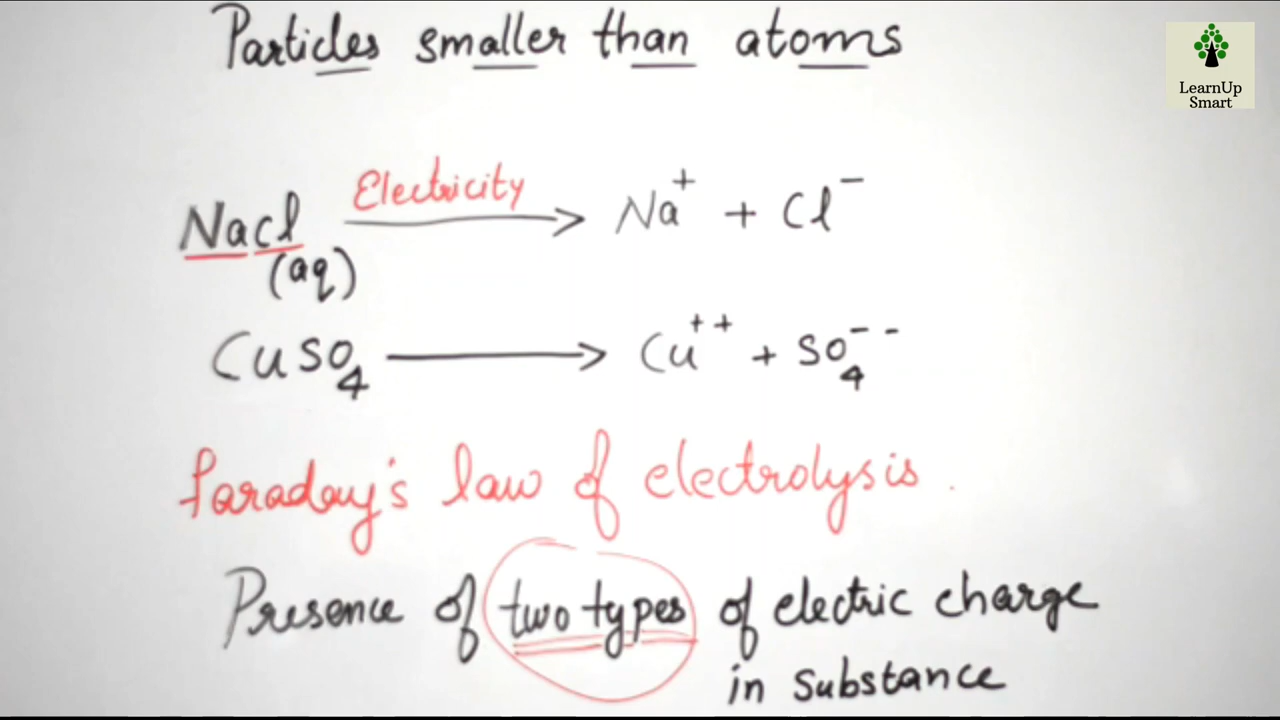 Particles smaller than atoms
LearnUp
Smart
Nacl (aq) Electricity → Na⁺ + Cl⁻
CuSO₄ → Cu⁺⁺ + SO₄⁻⁻
Faraday's law of electrolysis.
Presence of two types of electric charge
in substance